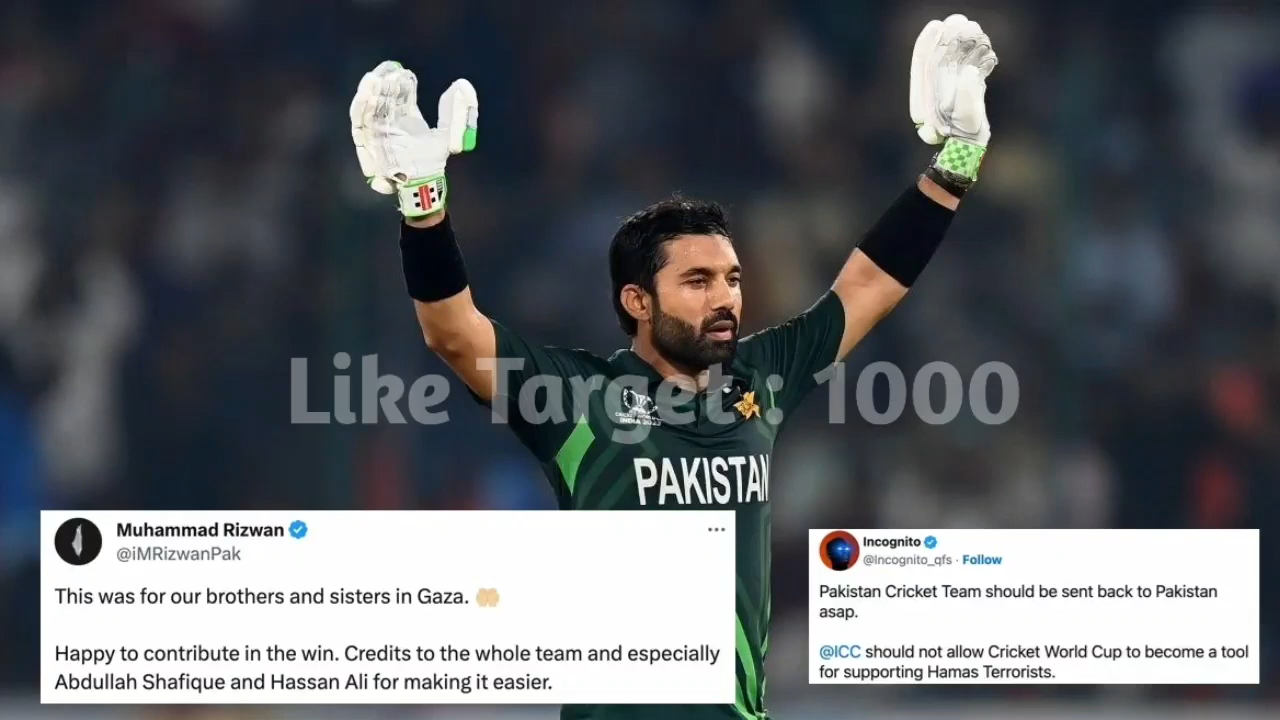 Like Target : 1000
INDIA 2023
PAKISTAN
Muhammad Rizwan
@iMRizwanPak
This was for our brothers and sisters in Gaza. 🤲🏼
Happy to contribute in the win. Credits to the whole team and especially
Abdullah Shafique and Hassan Ali for making it easier.
Incognito
@Incognito_qfs · Follow
Pakistan Cricket Team should be sent back to Pakistan
asap.
@ICC should not allow Cricket World Cup to become a tool
for supporting Hamas Terrorists.